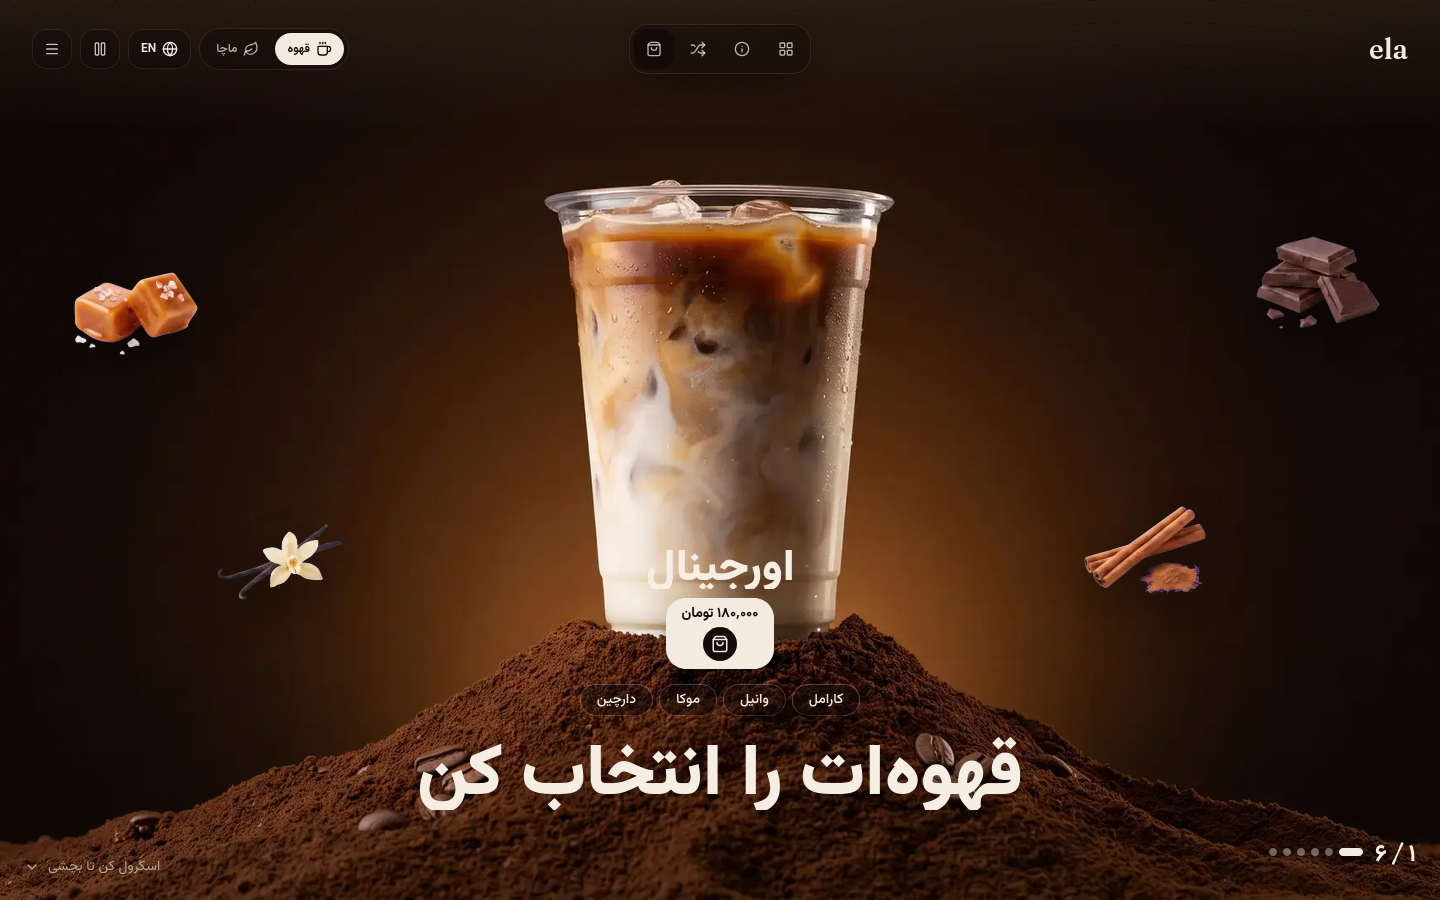 ela
قهوه
ماچا
EN
اورجینال
۱۸۰,۰۰۰ تومان
کارامل
وانیل
موکا
دارچین
قهوه‌ات را انتخاب کن
۶ / ۱
اسکرول کن تا بچشی